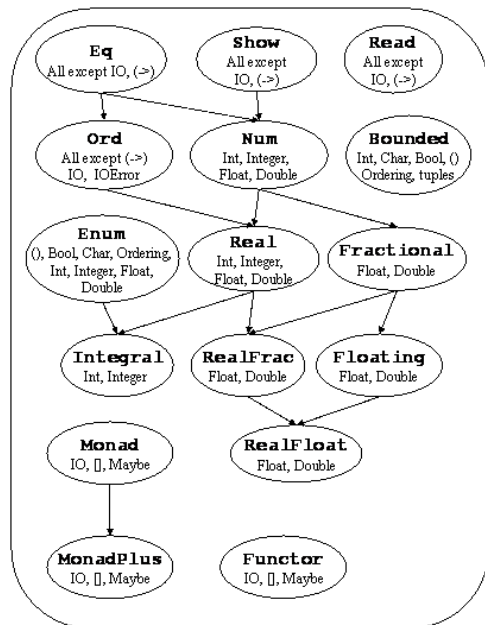 Eq
All except IO, (->)
Show
All except
IO, (->)
Read
All except
IO, (->)
Ord
All except (->)
IO, IOError
Num
Int, Integer,
Float, Double
Bounded
Int, Char, Bool, ()
Ordering, tuples
Enum
(), Bool, Char, Ordering,
Int, Integer, Float,
Double
Real
Int, Integer,
Float, Double
Fractional
Float, Double
Integral
Int, Integer
RealFrac
Float, Double
Floating
Float, Double
Monad
IO, [], Maybe
RealFloat
Float, Double
MonadPlus
IO, [], Maybe
Functor
IO, [], Maybe